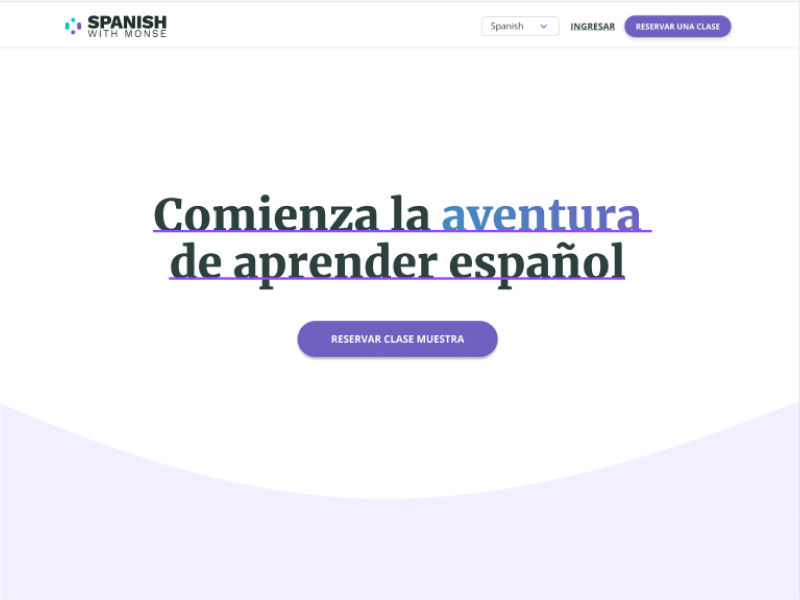 SPANISH
WITH MONSE
Spanish
INGRESAR
RESERVAR UNA CLASE
Comienza la aventura
de aprender español
RESERVAR CLASE MUESTRA